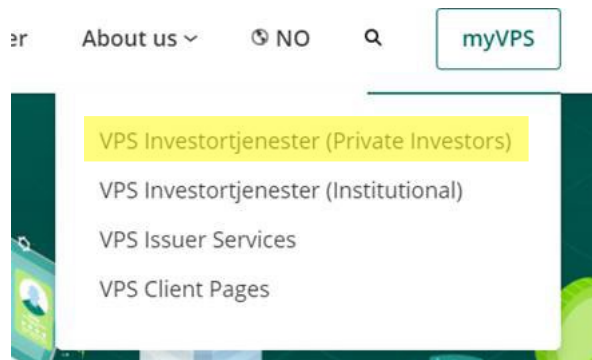 er About us NO myVPS
VPS Investortjenester (Private Investors)
VPS Investortjenester (Institutional)
VPS Issuer Services
VPS Client Pages